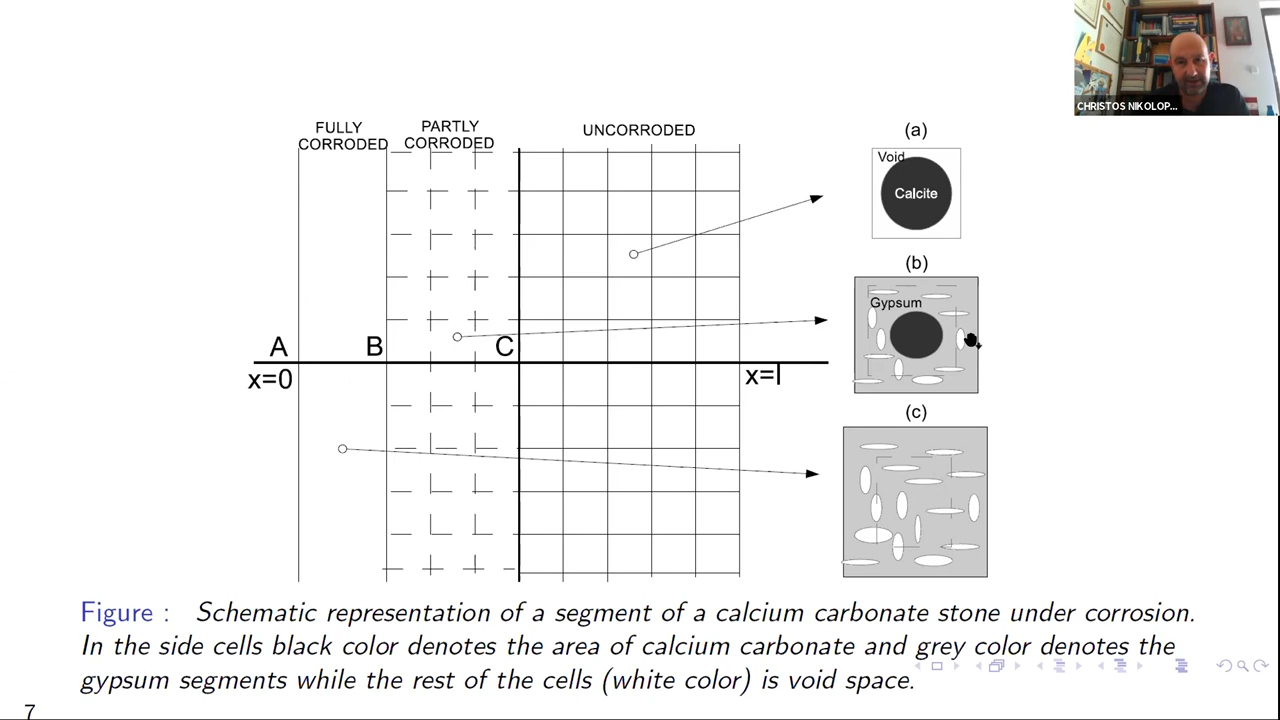 CHRISTOS NIKOLOP...
FULLY
CORRODED
PARTLY
CORRODED
UNCORRODED
(a)
Void
Calcite
(b)
Gypsum
A
B
C
x=0
x=l
(c)
Figure : Schematic representation of a segment of a calcium carbonate stone under corrosion.
In the side cells black color denotes the area of calcium carbonate and grey color denotes the
gypsum segments while the rest of the cells (white color) is void space.
7